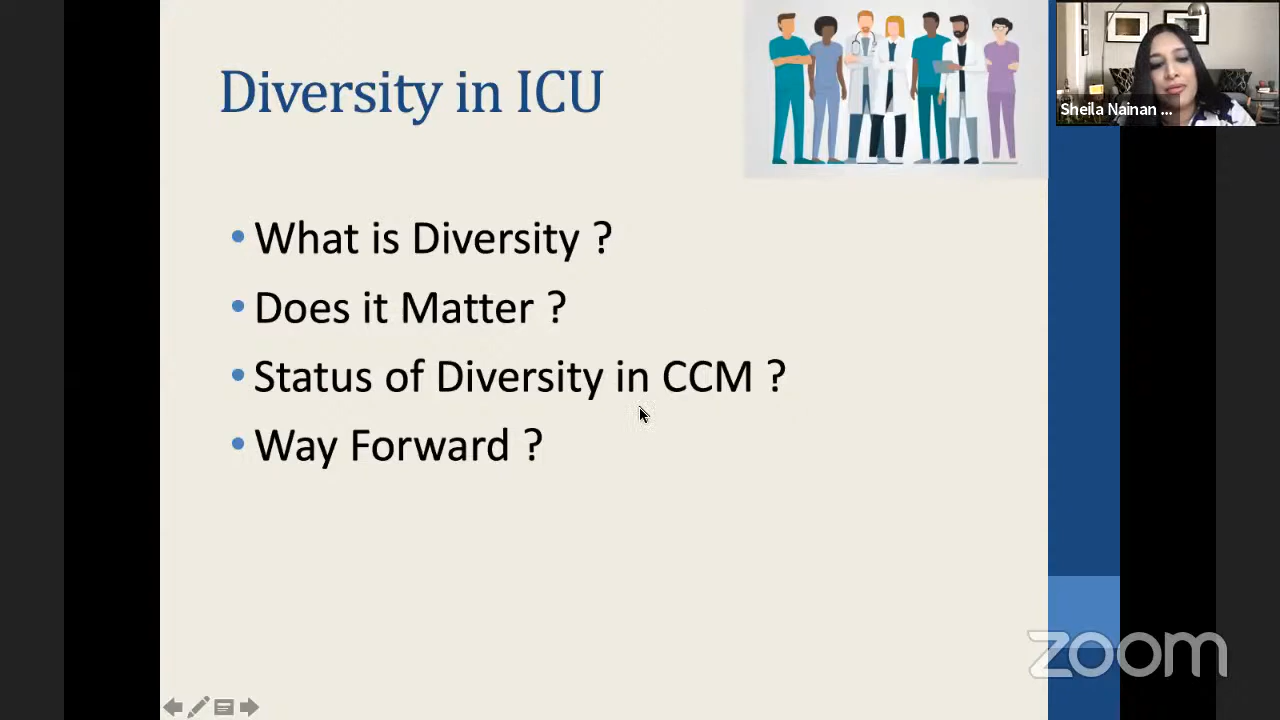 Diversity in ICU
Sheila Nainan ...
• What is Diversity ?
• Does it Matter ?
• Status of Diversity in CCM ?
• Way Forward ?
zoom